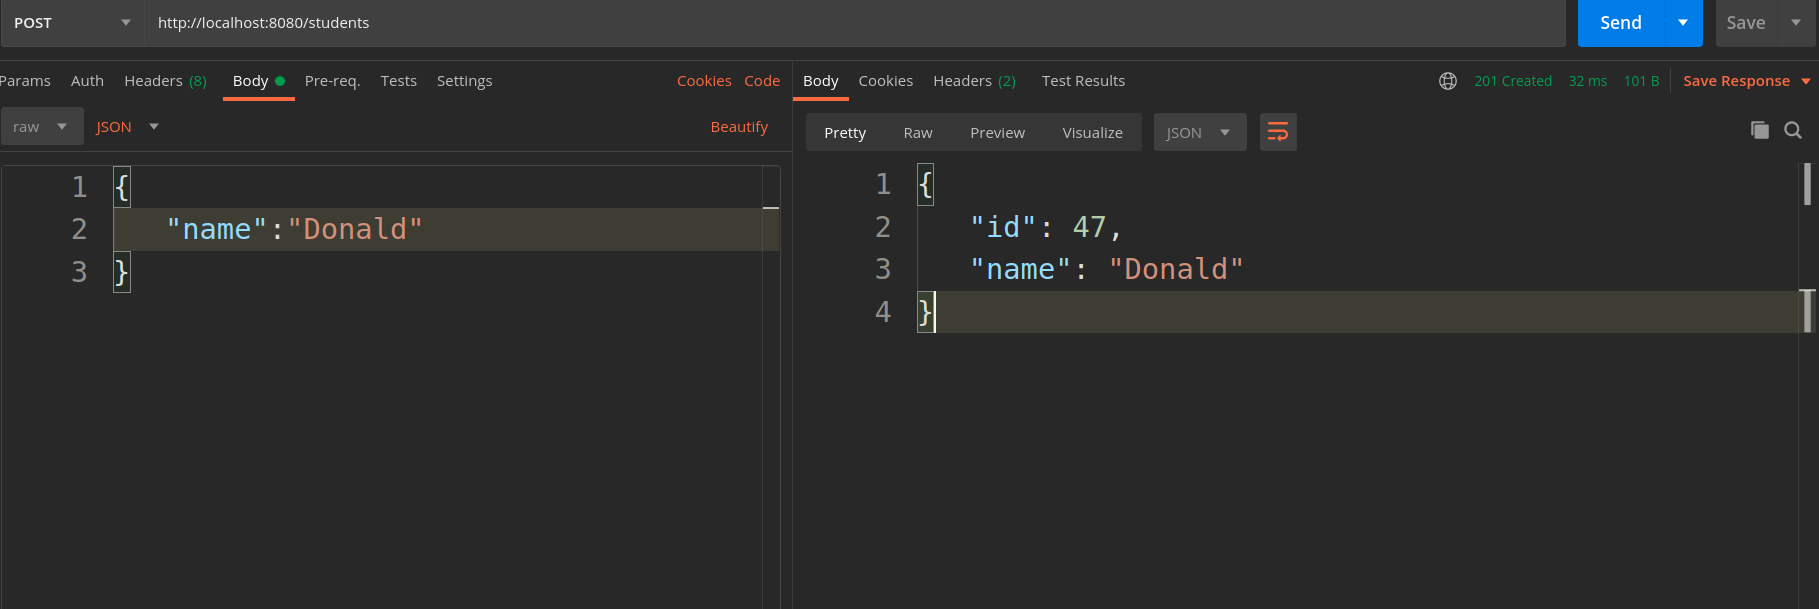 POST http://localhost:8080/students Send Save
Params Auth Headers (8) Body Pre-req. Tests Settings Cookies Code
raw JSON Beautify
1 {
2 "name":"Donald"
3 }
Body Cookies Headers (2) Test Results 201 Created 32 ms 101 B Save Response
Pretty Raw Preview Visualize JSON
1 {
2 "id": 47,
3 "name": "Donald"
4 }